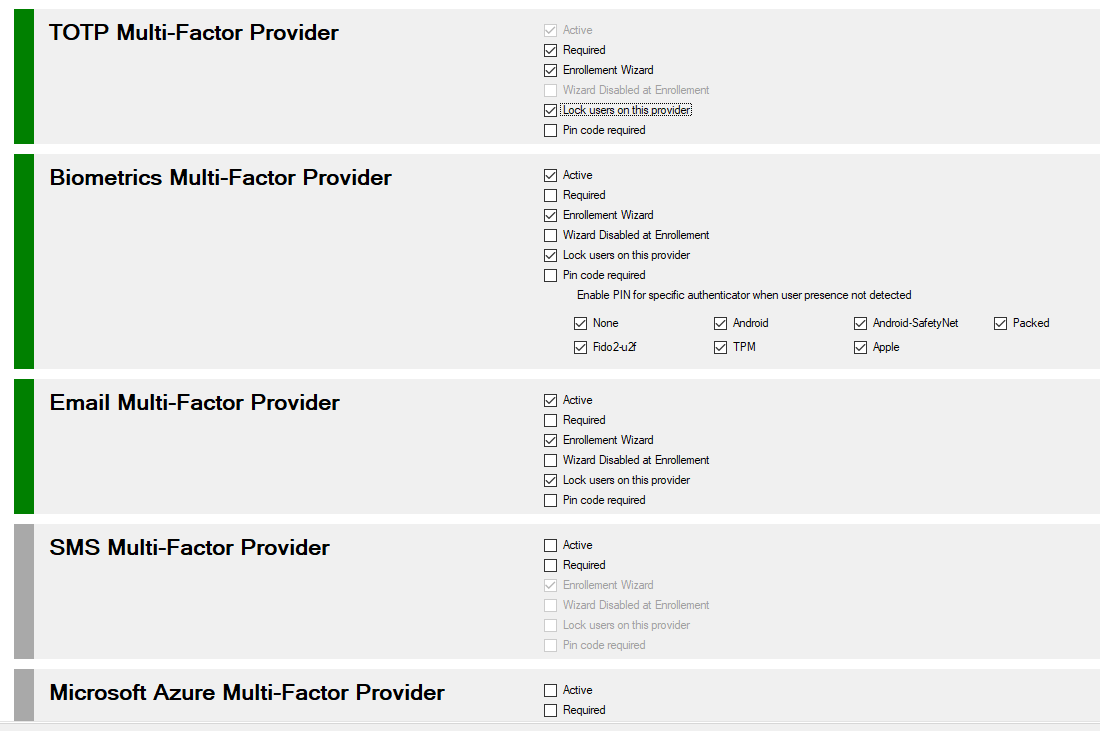 TOTP Multi-Factor Provider
Active
Required
Enrollement Wizard
Wizard Disabled at Enrollement
Lock users on this provider
Pin code required
Biometrics Multi-Factor Provider
Active
Required
Enrollement Wizard
Wizard Disabled at Enrollement
Lock users on this provider
Pin code required
Enable PIN for specific authenticator when user presence not detected
None Android Android-SafetyNet Packed
Fido2-u2f TPM Apple
Email Multi-Factor Provider
Active
Required
Enrollement Wizard
Wizard Disabled at Enrollement
Lock users on this provider
Pin code required
SMS Multi-Factor Provider
Active
Required
Enrollement Wizard
Wizard Disabled at Enrollement
Lock users on this provider
Pin code required
Microsoft Azure Multi-Factor Provider
Active
Required